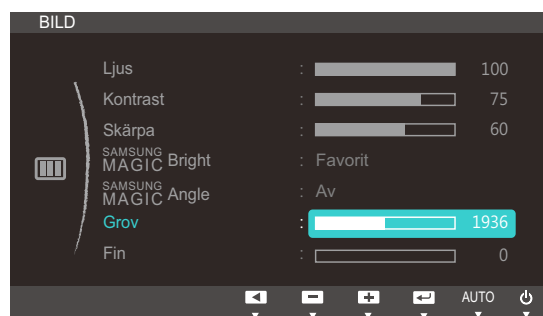 BILD
Ljus : 100
Kontrast : 75
Skärpa : 60
SAMSUNG MAGIC Bright : Favorit
SAMSUNG MAGIC Angle : Av
Grov : 1936
Fin : 0
AUTO